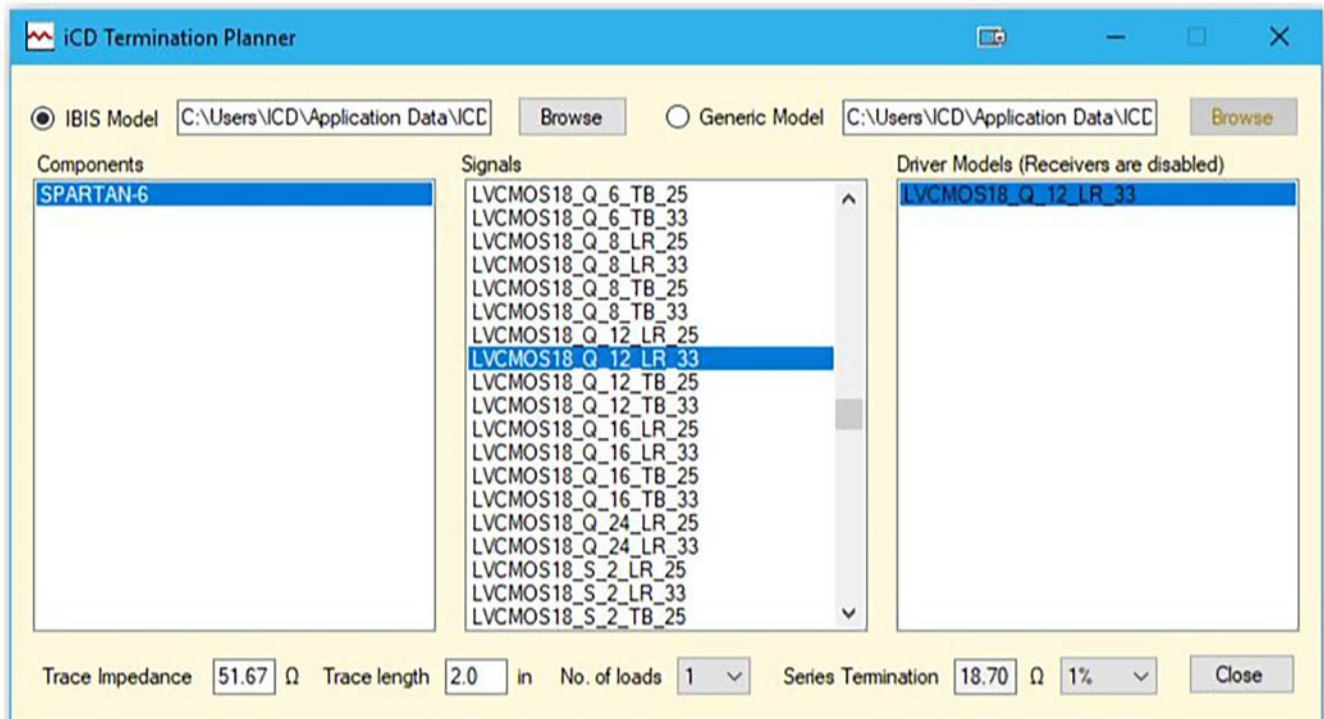 iCD Termination Planner
IBIS Model C:\Users\ICD\Application Data\ICD Browse Generic Model C:\Users\ICD\Application Data\ICD Browse
Components Signals Driver Models (Receivers are disabled)
SPARTAN-6 LVCMOS18_Q_6_TB_25 LVCMOS18_Q_12_LR_33
LVCMOS18_Q_6_TB_33
LVCMOS18_Q_8_LR_25
LVCMOS18_Q_8_LR_33
LVCMOS18_Q_8_TB_25
LVCMOS18_Q_8_TB_33
LVCMOS18_Q_12_LR_25
LVCMOS18_Q_12_LR_33
LVCMOS18_Q_12_TB_25
LVCMOS18_Q_12_TB_33
LVCMOS18_Q_16_LR_25
LVCMOS18_Q_16_LR_33
LVCMOS18_Q_16_TB_25
LVCMOS18_Q_16_TB_33
LVCMOS18_Q_24_LR_25
LVCMOS18_Q_24_LR_33
LVCMOS18_S_2_LR_25
LVCMOS18_S_2_LR_33
LVCMOS18_S_2_TB_25
Trace Impedance 51.67 Ω Trace length 2.0 in No. of loads 1 Series Termination 18.70 Ω 1% Close